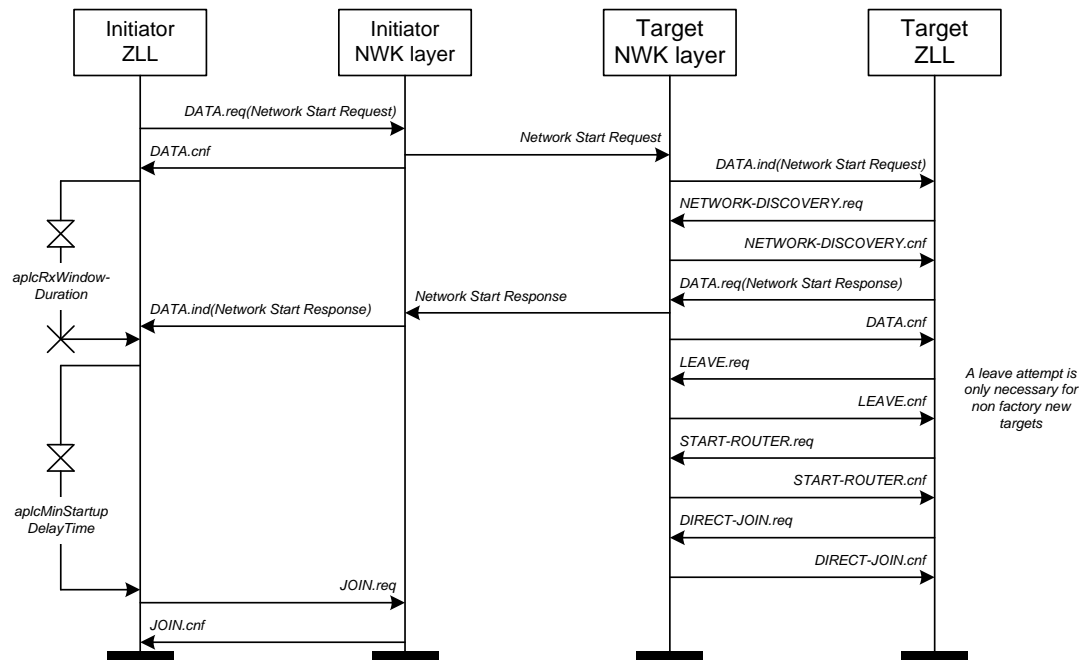 Initiator
ZLL
Initiator
NWK layer
Target
NWK layer
Target
ZLL
DATA.req(Network Start Request)
Network Start Request
DATA.cnf
DATA.ind(Network Start Request)
NETWORK-DISCOVERY.req
NETWORK-DISCOVERY.cnf
aplcRxWindow-
Duration
DATA.req(Network Start Response)
Network Start Response
DATA.ind(Network Start Response)
DATA.cnf
LEAVE.req
A leave attempt is
only necessary for
non factory new
targets
LEAVE.cnf
START-ROUTER.req
START-ROUTER.cnf
aplcMinStartup
DelayTime
DIRECT-JOIN.req
DIRECT-JOIN.cnf
JOIN.req
JOIN.cnf